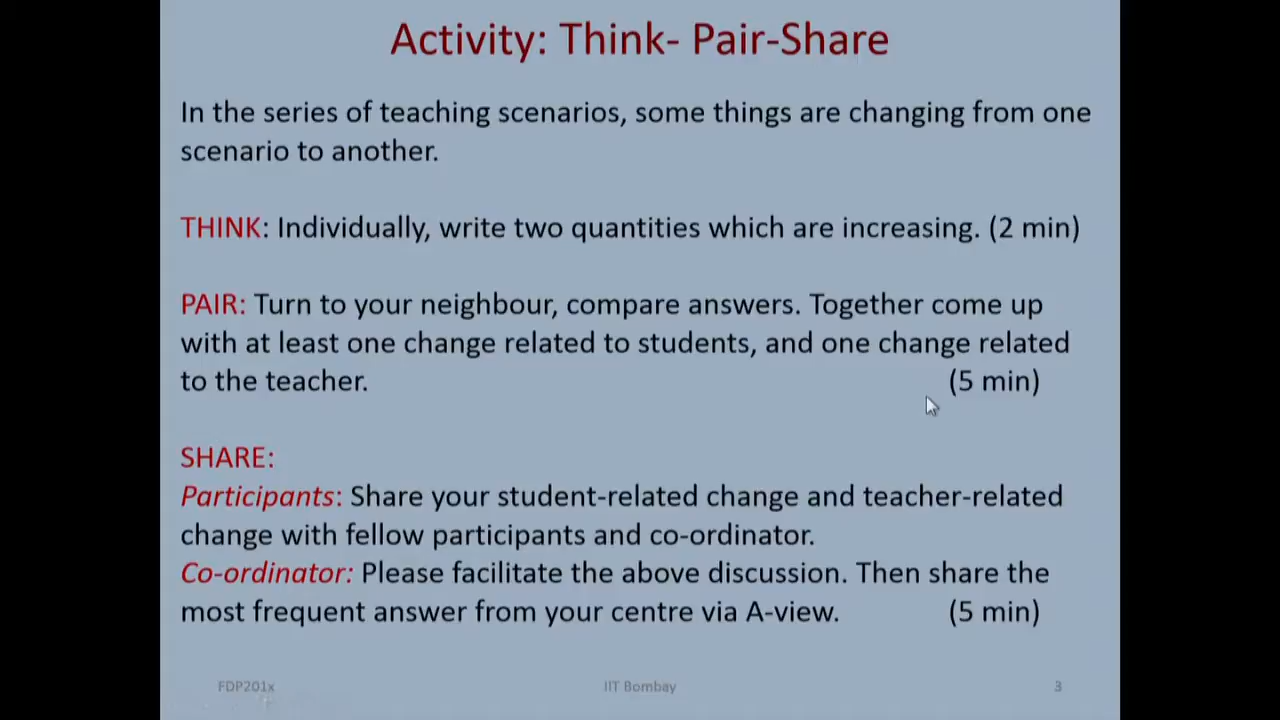 Activity: Think- Pair-Share
In the series of teaching scenarios, some things are changing from one
scenario to another.
THINK: Individually, write two quantities which are increasing. (2 min)
PAIR: Turn to your neighbour, compare answers. Together come up
with at least one change related to students, and one change related
to the teacher. (5 min)
SHARE:
Participants: Share your student-related change and teacher-related
change with fellow participants and co-ordinator.
Co-ordinator: Please facilitate the above discussion. Then share the
most frequent answer from your centre via A-view. (5 min)
FDP201x IIT Bombay 3